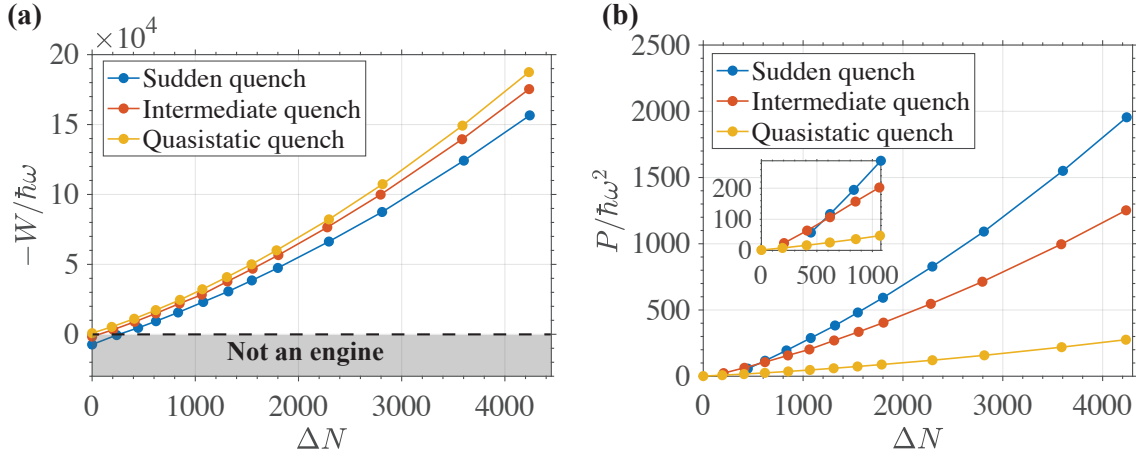 (a)
×10⁴
20
15
10
5
0
−W/ℏω
Sudden quench
Intermediate quench
Quasistatic quench
Not an engine
0 1000 2000 3000 4000
ΔN
(b)
2500
2000
1500
1000
500
0
P/ℏω²
Sudden quench
Intermediate quench
Quasistatic quench
200
100
0
0 500 1000
0 1000 2000 3000 4000
ΔN